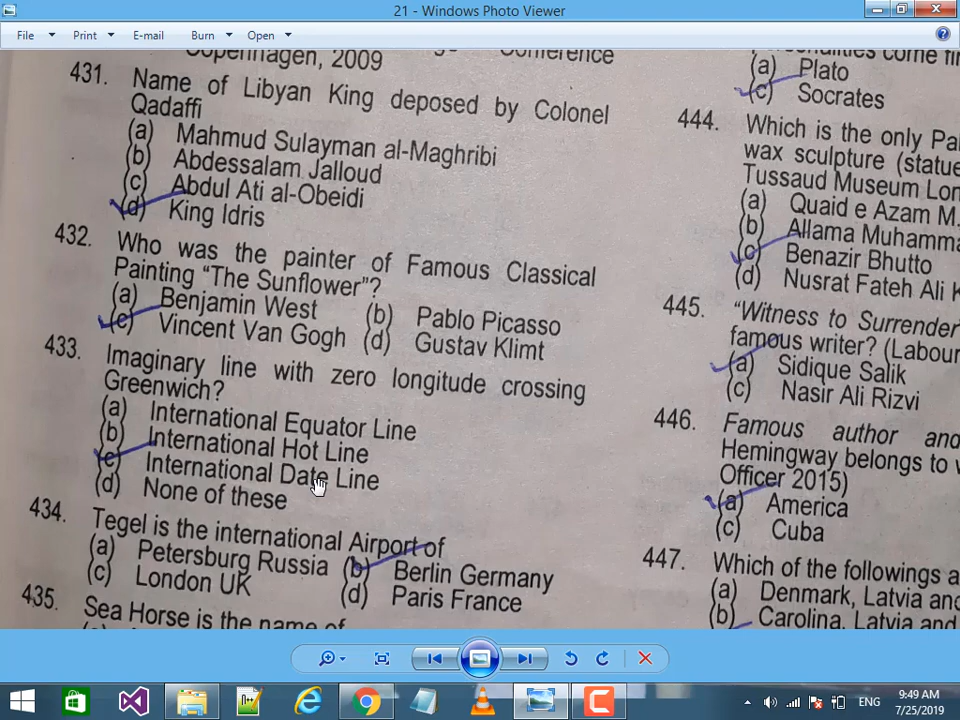 21 - Windows Photo Viewer
File Print E-mail Burn Open
Copenhagen, 2009 Conference
431. Name of Libyan King deposed by Colonel
Qadaffi
(a) Mahmud Sulayman al-Maghribi
(b) Abdessalam Jalloud
(c) Abdul Ati al-Obeidi
(d) King Idris
432. Who was the painter of Famous Classical
Painting “The Sunflower”?
(a) Benjamin West (b) Pablo Picasso
(c) Vincent Van Gogh (d) Gustav Klimt
433. Imaginary line with zero longitude crossing
Greenwich?
(a) International Equator Line
(b) International Hot Line
(c) International Date Line
(d) None of these
434. Tegel is the international Airport of
(a) Petersburg Russia (b) Berlin Germany
(c) London UK (d) Paris France
435. Sea Horse is the name of
come
(a) Plato
(c) Socrates
444. Which is the only
wax sculpture
Tussaud Museum
(a) Quaid e Azam M.
(b) Allama
(c) Benazir Bhutto
(d) Nusrat Fateh Ali
445. “Witness to Surrender
famous writer?
(a) Sidique Salik
(c) Nasir Ali Rizvi
446. Famous author
Hemingway belongs to
Officer 2015)
(a) America
(c) Cuba
447. Which of the followings
(a) Denmark, Latvia
(b) Carolina, Latvia and
ENG
9:49 AM
7/25/2019